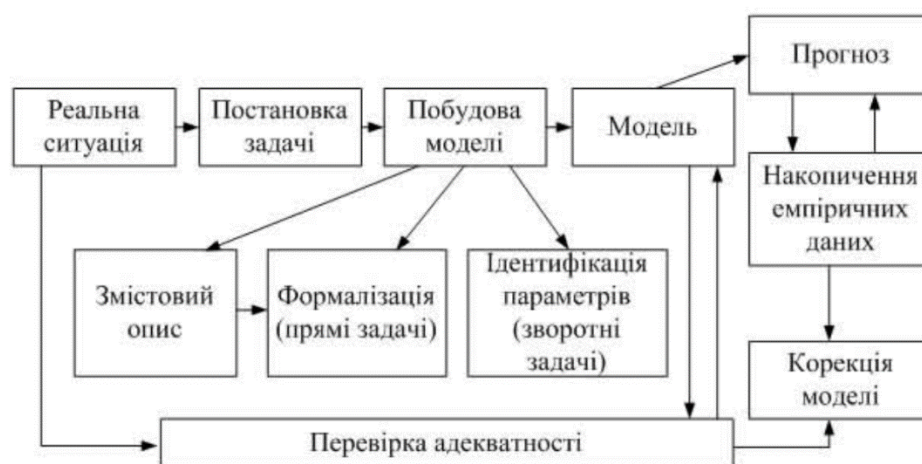 Прогноз
Реальна
ситуація
Постановка
задачі
Побудова
моделі
Модель
Накопичення
емпіричних
даних
Змістовий
опис
Формалізація
(прямі задачі)
Ідентифікація
параметрів
(зворотні
задачі)
Корекція
моделі
Перевірка адекватності